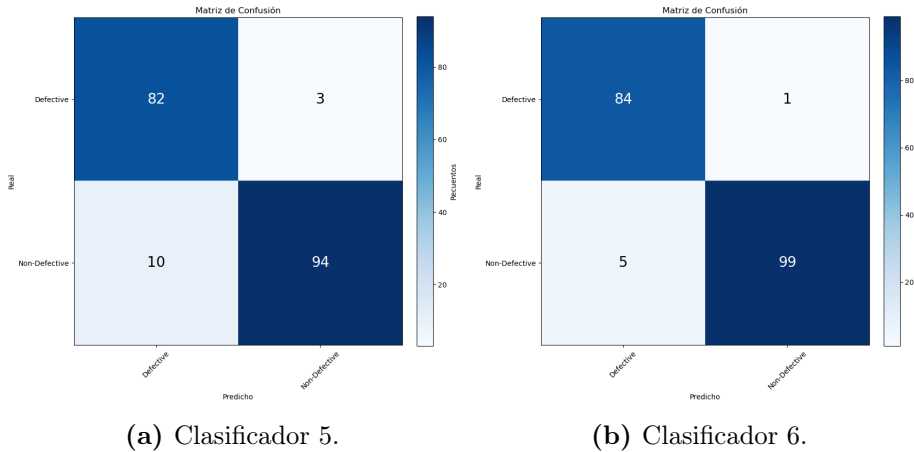 Matriz de Confusión
Defective
82
3
Non-Defective
10
94
Real
Defective
Non-Defective
Predicho
80
60
40
20
Recuentos
(a) Clasificador 5.
Matriz de Confusión
Defective
84
1
Non-Defective
5
99
Real
Defective
Non-Defective
Predicho
80
60
40
20
(b) Clasificador 6.